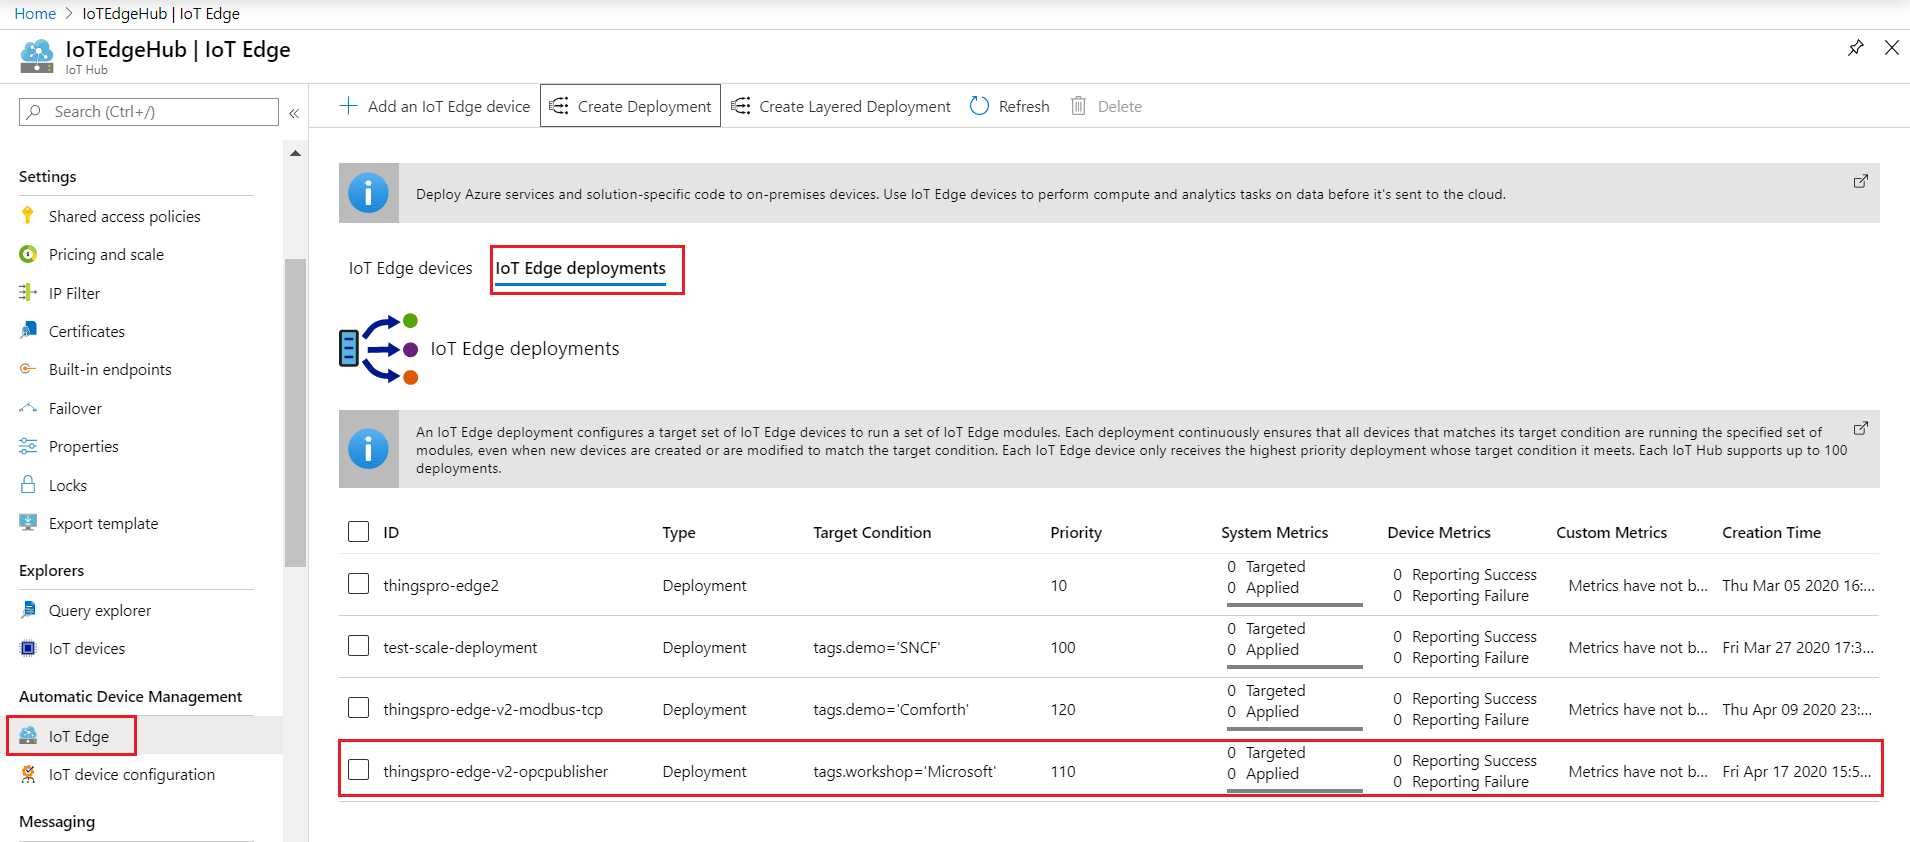 Home > IoTEdgeHub | IoT Edge
IoTEdgeHub | IoT Edge
IoT Hub
Search (Ctrl+/)
«
Settings
Shared access policies
Pricing and scale
IP Filter
Certificates
Built-in endpoints
Failover
Properties
Locks
Export template
Explorers
Query explorer
IoT devices
Automatic Device Management
IoT Edge
IoT device configuration
Messaging
Add an IoT Edge device Create Deployment Create Layered Deployment Refresh Delete
Deploy Azure services and solution-specific code to on-premises devices. Use IoT Edge devices to perform compute and analytics tasks on data before it's sent to the cloud.
IoT Edge devices IoT Edge deployments
IoT Edge deployments
An IoT Edge deployment configures a target set of IoT Edge devices to run a set of IoT Edge modules. Each deployment continuously ensures that all devices that matches its target condition are running the specified set of
modules, even when new devices are created or are modified to match the target condition. Each IoT Edge device only receives the highest priority deployment whose target condition it meets. Each IoT Hub supports up to 100
deployments.
ID Type Target Condition Priority System Metrics Device Metrics Custom Metrics Creation Time
thingspro-edge2 Deployment 10 0 Targeted 0 Applied 0 Reporting Success 0 Reporting Failure Metrics have not b... Thu Mar 05 2020 16:...
test-scale-deployment Deployment tags.demo='SNCF' 100 0 Targeted 0 Applied 0 Reporting Success 0 Reporting Failure Metrics have not b... Fri Mar 27 2020 17:3...
thingspro-edge-v2-modbus-tcp Deployment tags.demo='Comforth' 120 0 Targeted 0 Applied 0 Reporting Success 0 Reporting Failure Metrics have not b... Thu Apr 09 2020 23:...
thingspro-edge-v2-opcpublisher Deployment tags.workshop='Microsoft' 110 0 Targeted 0 Applied 0 Reporting Success 0 Reporting Failure Metrics have not b... Fri Apr 17 2020 15:5...